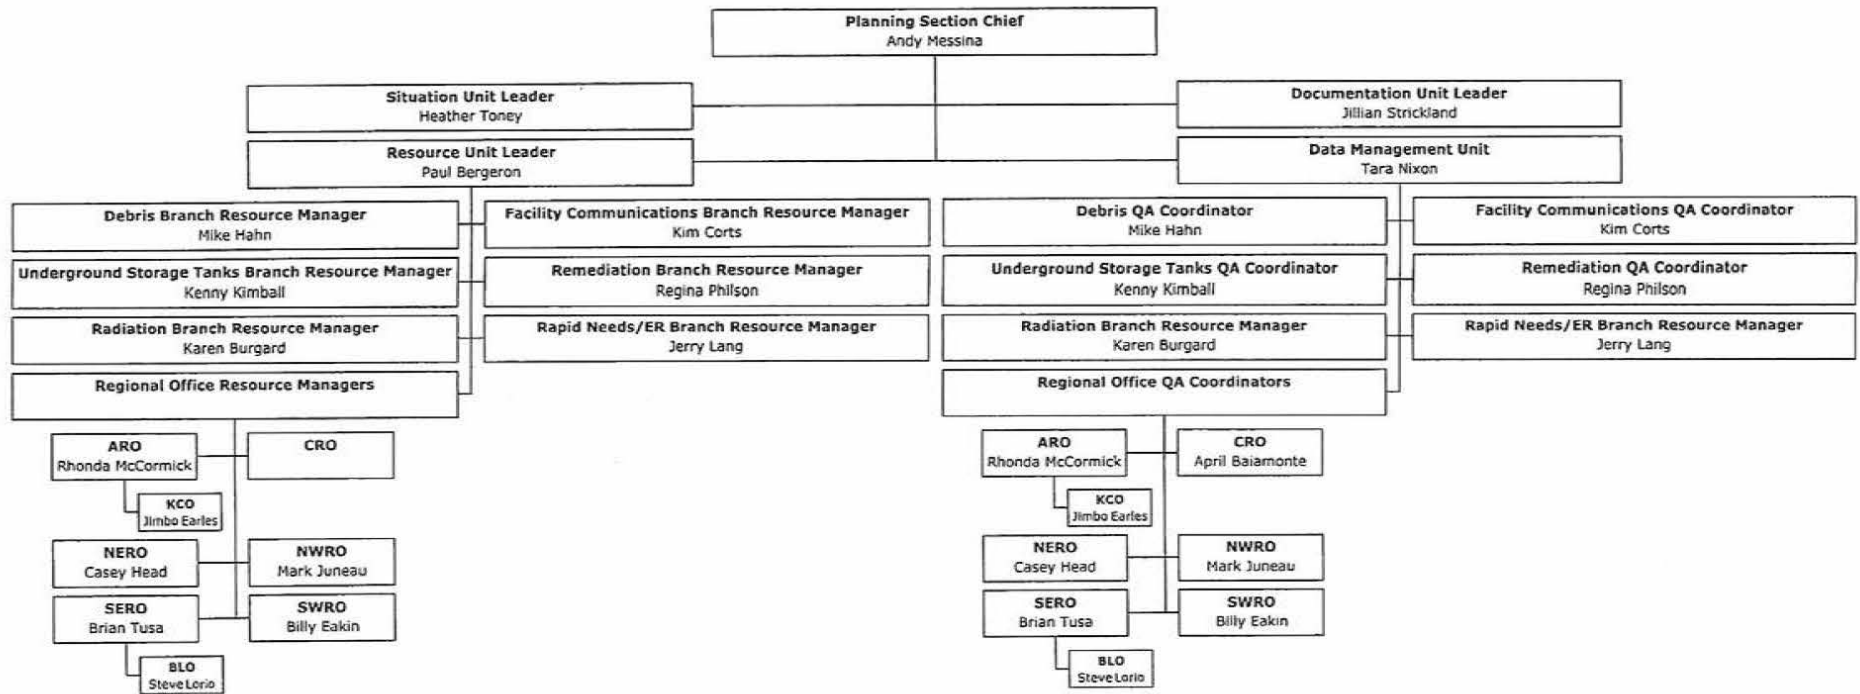 Planning Section Chief
Andy Messina
Situation Unit Leader
Heather Toney
Documentation Unit Leader
Jillian Strickland
Resource Unit Leader
Paul Bergeron
Data Management Unit
Tara Nixon
Debris Branch Resource Manager
Mike Hahn
Facility Communications Branch Resource Manager
Kim Corts
Underground Storage Tanks Branch Resource Manager
Kenny Kimball
Remediation Branch Resource Manager
Regina Philson
Radiation Branch Resource Manager
Karen Burgard
Rapid Needs/ER Branch Resource Manager
Jerry Lang
Regional Office Resource Managers
ARO
Rhonda McCormick
CRO
KCO
Jimbo Earles
NERO
Casey Head
NWRO
Mark Juneau
SERO
Brian Tusa
SWRO
Billy Eakin
BLO
Steve Lorio
Debris QA Coordinator
Mike Hahn
Facility Communications QA Coordinator
Kim Corts
Underground Storage Tanks QA Coordinator
Kenny Kimball
Remediation QA Coordinator
Regina Philson
Radiation Branch Resource Manager
Karen Burgard
Rapid Needs/ER Branch Resource Manager
Jerry Lang
Regional Office QA Coordinators
ARO
Rhonda McCormick
CRO
April Baiamonte
KCO
Jimbo Earles
NERO
Casey Head
NWRO
Mark Juneau
SERO
Brian Tusa
SWRO
Billy Eakin
BLO
Steve Lorio